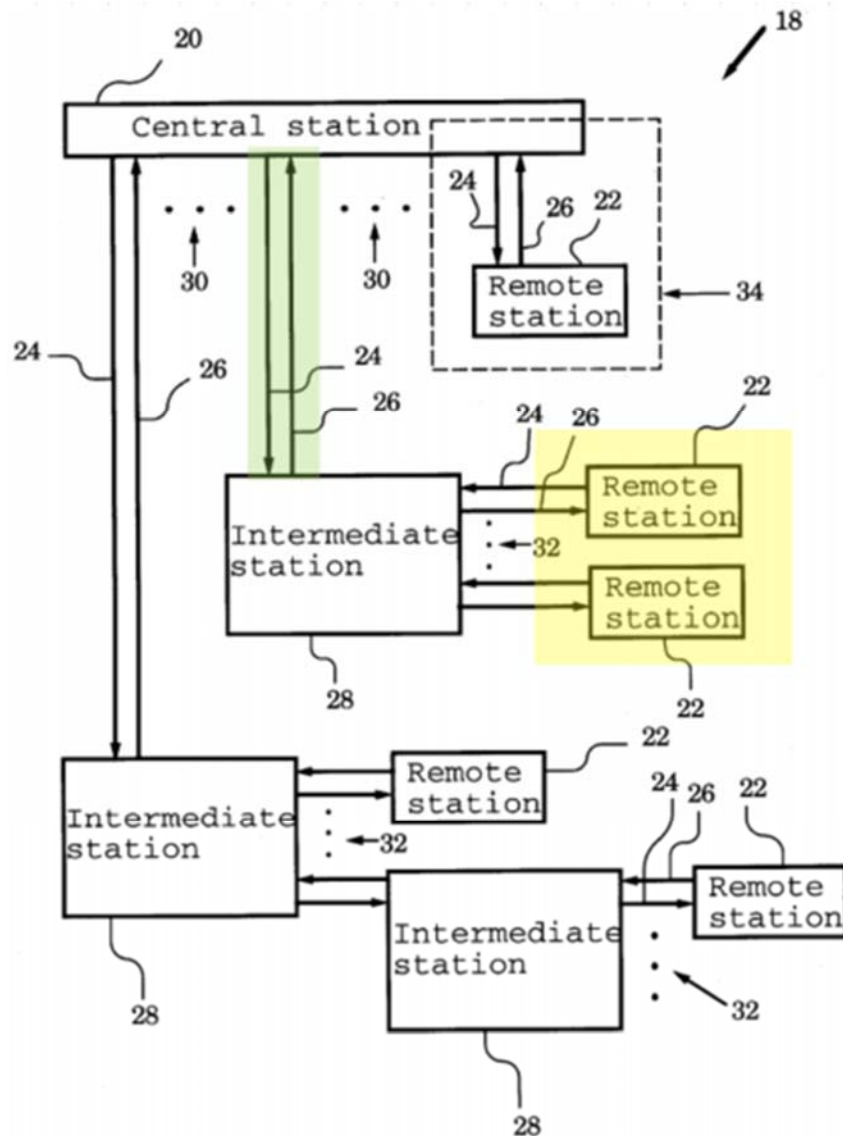 18
20
Central station
24
26
22
30
30
Remote
station
34
24
26
24
26
24
26
22
Remote
station
Intermediate
station
32
Remote
station
28
22
22
Remote
station
24
26
22
Intermediate
station
32
Remote
station
Intermediate
station
28
32
28